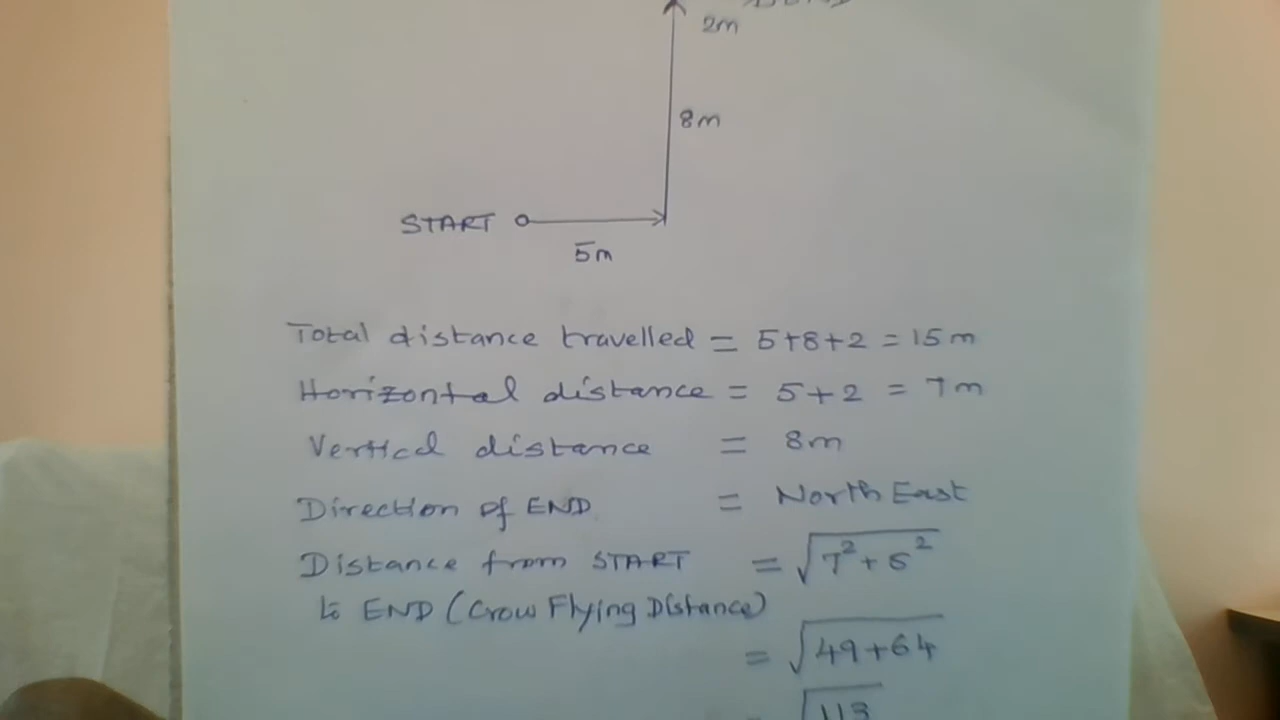 2m
8m
START
5m
Total distance travelled = 5+8+2 = 15m
Horizontal distance = 5+2 = 7m
Vertical distance = 8m
Direction of END = North East
Distance from START = √7²+8²
to END (Crow Flying Distance)
= √49+64
= √113